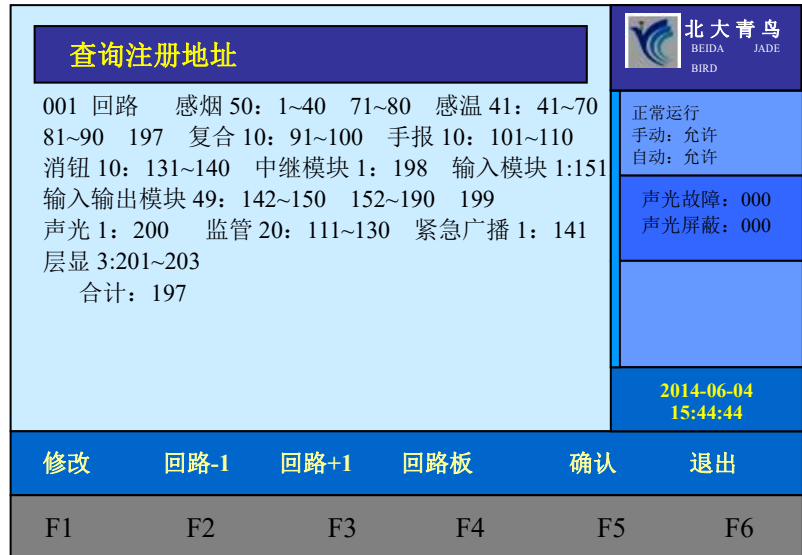 查询注册地址
001 回路 感烟 50：1~40 71~80 感温 41：41~70
81~90 197 复合 10：91~100 手报 10：101~110
消钮 10：131~140 中继模块 1：198 输入模块 1:151
输入输出模块 49：142~150 152~190 199
声光 1：200 监管 20：111~130 紧急广播 1：141
层显 3:201~203
合计：197
北大青鸟
BEIDA JADE
BIRD
正常运行
手动：允许
自动：允许
声光故障：000
声光屏蔽：000
2014-06-04
15:44:44
修改 回路-1 回路+1 回路板 确认 退出
F1 F2 F3 F4 F5 F6